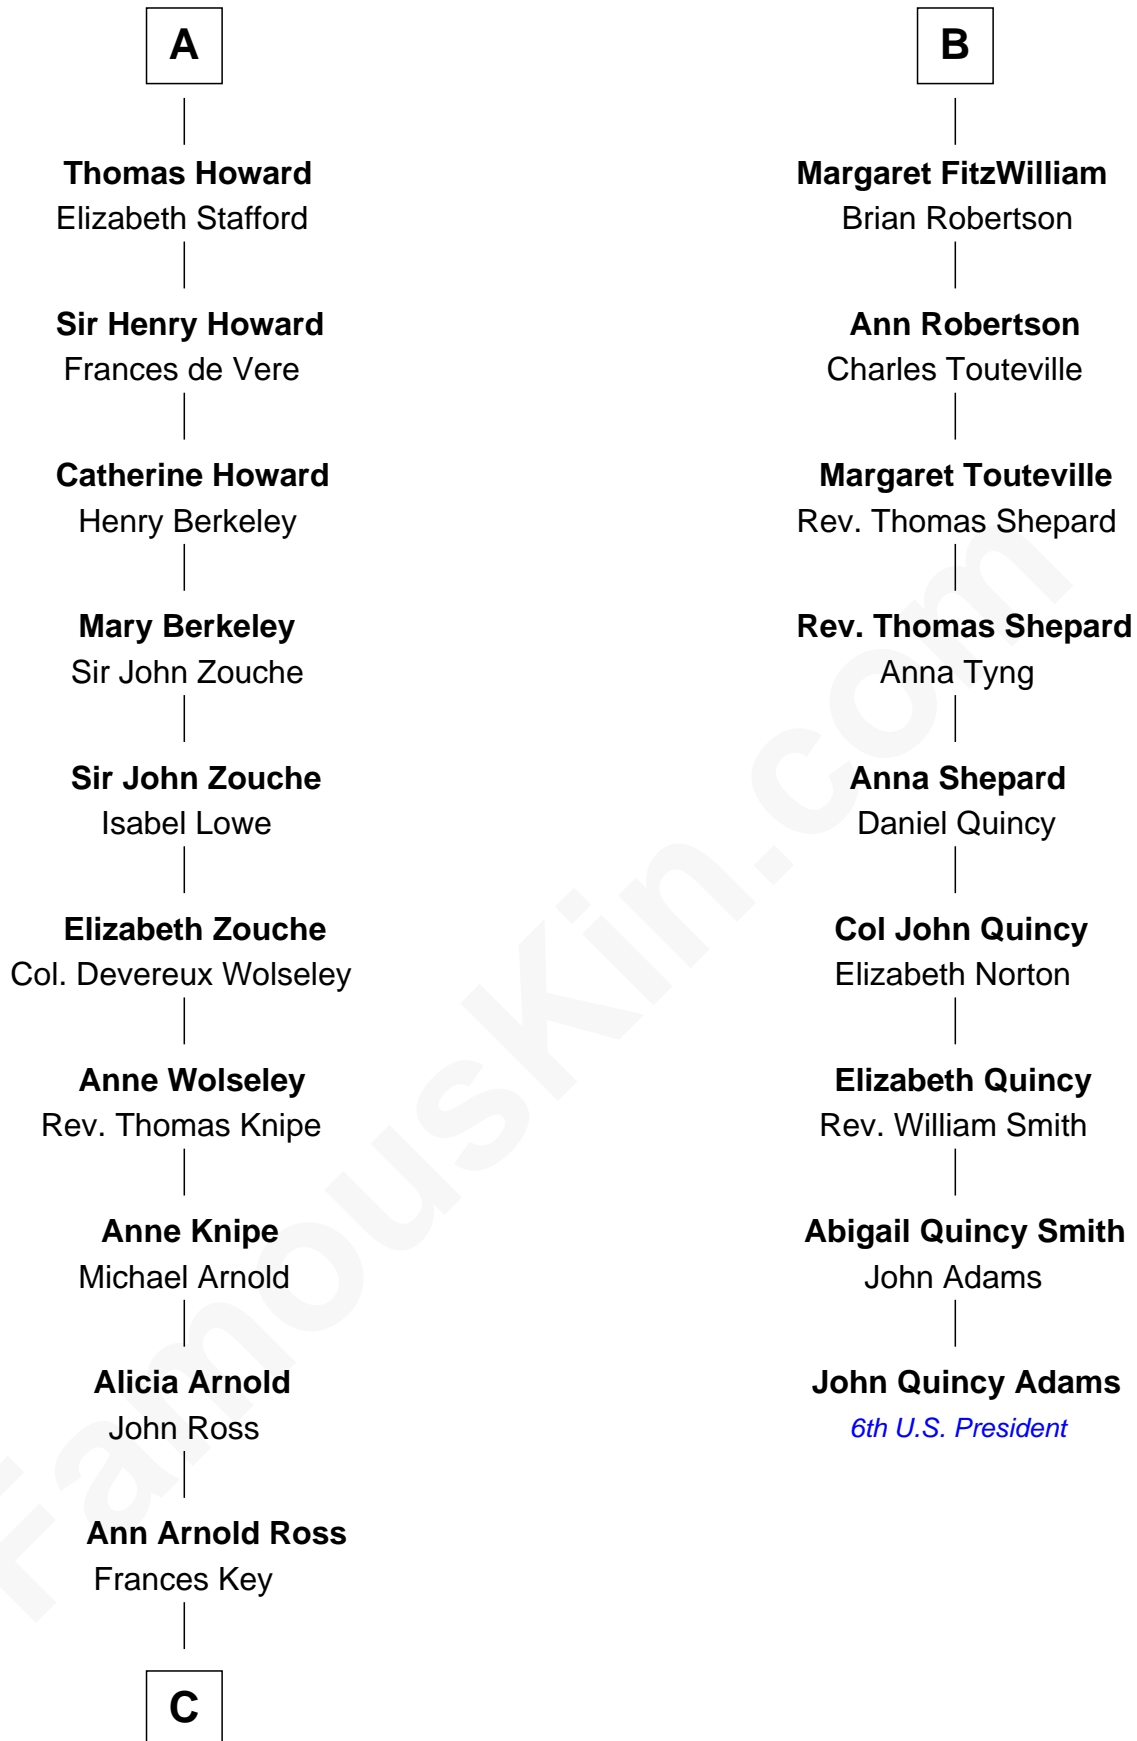 A
Thomas Howard
Elizabeth Stafford
Sir Henry Howard
Frances de Vere
Catherine Howard
Henry Berkeley
Mary Berkeley
Sir John Zouche
Sir John Zouche
Isabel Lowe
Elizabeth Zouche
Col. Devereux Wolseley
Anne Wolseley
Rev. Thomas Knipe
Anne Knipe
Michael Arnold
Alicia Arnold
John Ross
Ann Arnold Ross
Frances Key
C
B
Margaret FitzWilliam
Brian Robertson
Ann Robertson
Charles Touteville
Margaret Touteville
Rev. Thomas Shepard
Rev. Thomas Shepard
Anna Tyng
Anna Shepard
Daniel Quincy
Col John Quincy
Elizabeth Norton
Elizabeth Quincy
Rev. William Smith
Abigail Quincy Smith
John Adams
John Quincy Adams
6th U.S. President
FamousKin.com